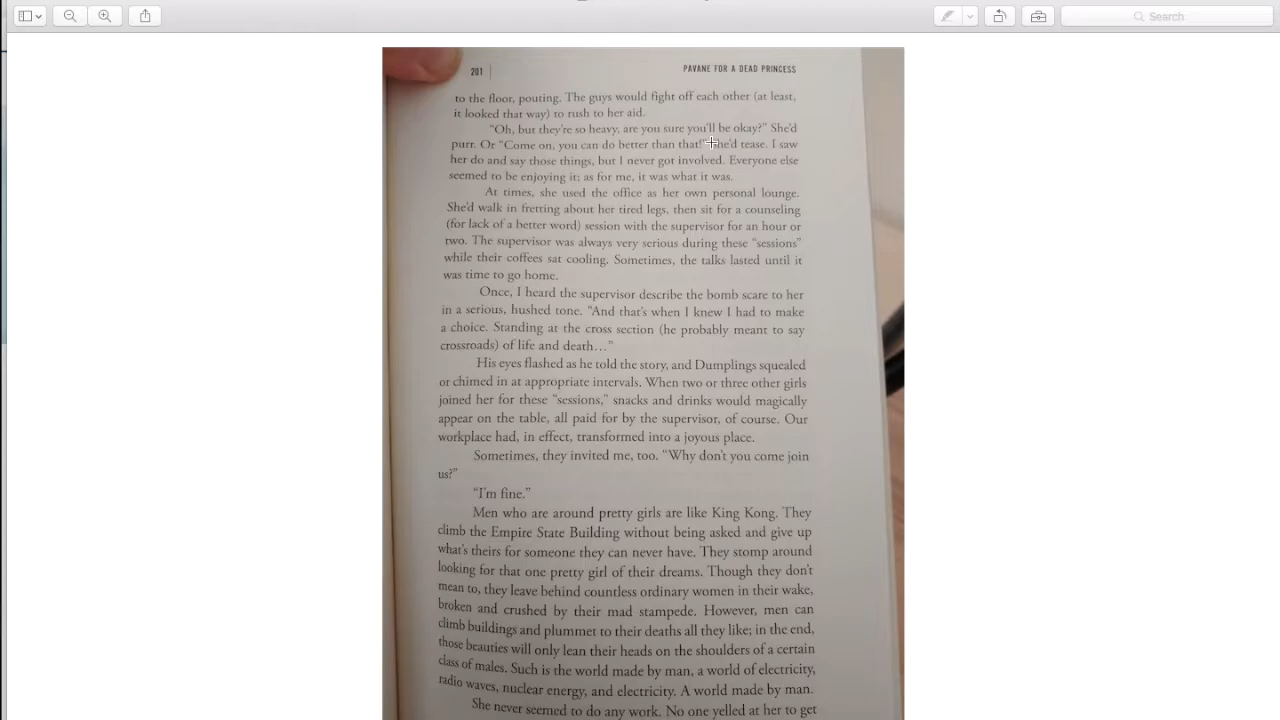 Search
201
PAVANE FOR A DEAD PRINCESS
to the floor, pouting. The guys would fight off each other (at least,
it looked that way) to rush to her aid.
“Oh, but they’re so heavy, are you sure you’ll be okay?” She’d
purr. Or “Come on, you can do better than that!” She’d tease. I saw
her do and say those things, but I never got involved. Everyone else
seemed to be enjoying it; as for me, it was what it was.
At times, she used the office as her own personal lounge.
She’d walk in fretting about her tired legs, then sit for a counseling
(for lack of a better word) session with the supervisor for an hour or
two. The supervisor was always very serious during these “sessions”
while their coffees sat cooling. Sometimes, the talks lasted until it
was time to go home.
Once, I heard the supervisor describe the bomb scare to her
in a serious, hushed tone. “And that’s when I knew I had to make
a choice. Standing at the cross section (he probably meant to say
crossroads) of life and death…”
His eyes flashed as he told the story, and Dumplings squealed
or chimed in at appropriate intervals. When two or three other girls
joined her for these “sessions,” snacks and drinks would magically
appear on the table, all paid for by the supervisor, of course. Our
workplace had, in effect, transformed into a joyous place.
Sometimes, they invited me, too. “Why don’t you come join
us?”
“I’m fine.”
Men who are around pretty girls are like King Kong. They
climb the Empire State Building without being asked and give up
what’s theirs for someone they can never have. They stomp around
looking for that one pretty girl of their dreams. Though they don’t
mean to, they leave behind countless ordinary women in their wake,
broken and crushed by their mad stampede. However, men can
climb buildings and plummet to their deaths all they like; in the end,
those beauties will only lean their heads on the shoulders of a certain
class of males. Such is the world made by man, a world of electricity,
radio waves, nuclear energy, and electricity. A world made by man.
She never seemed to do any work. No one yelled at her to get